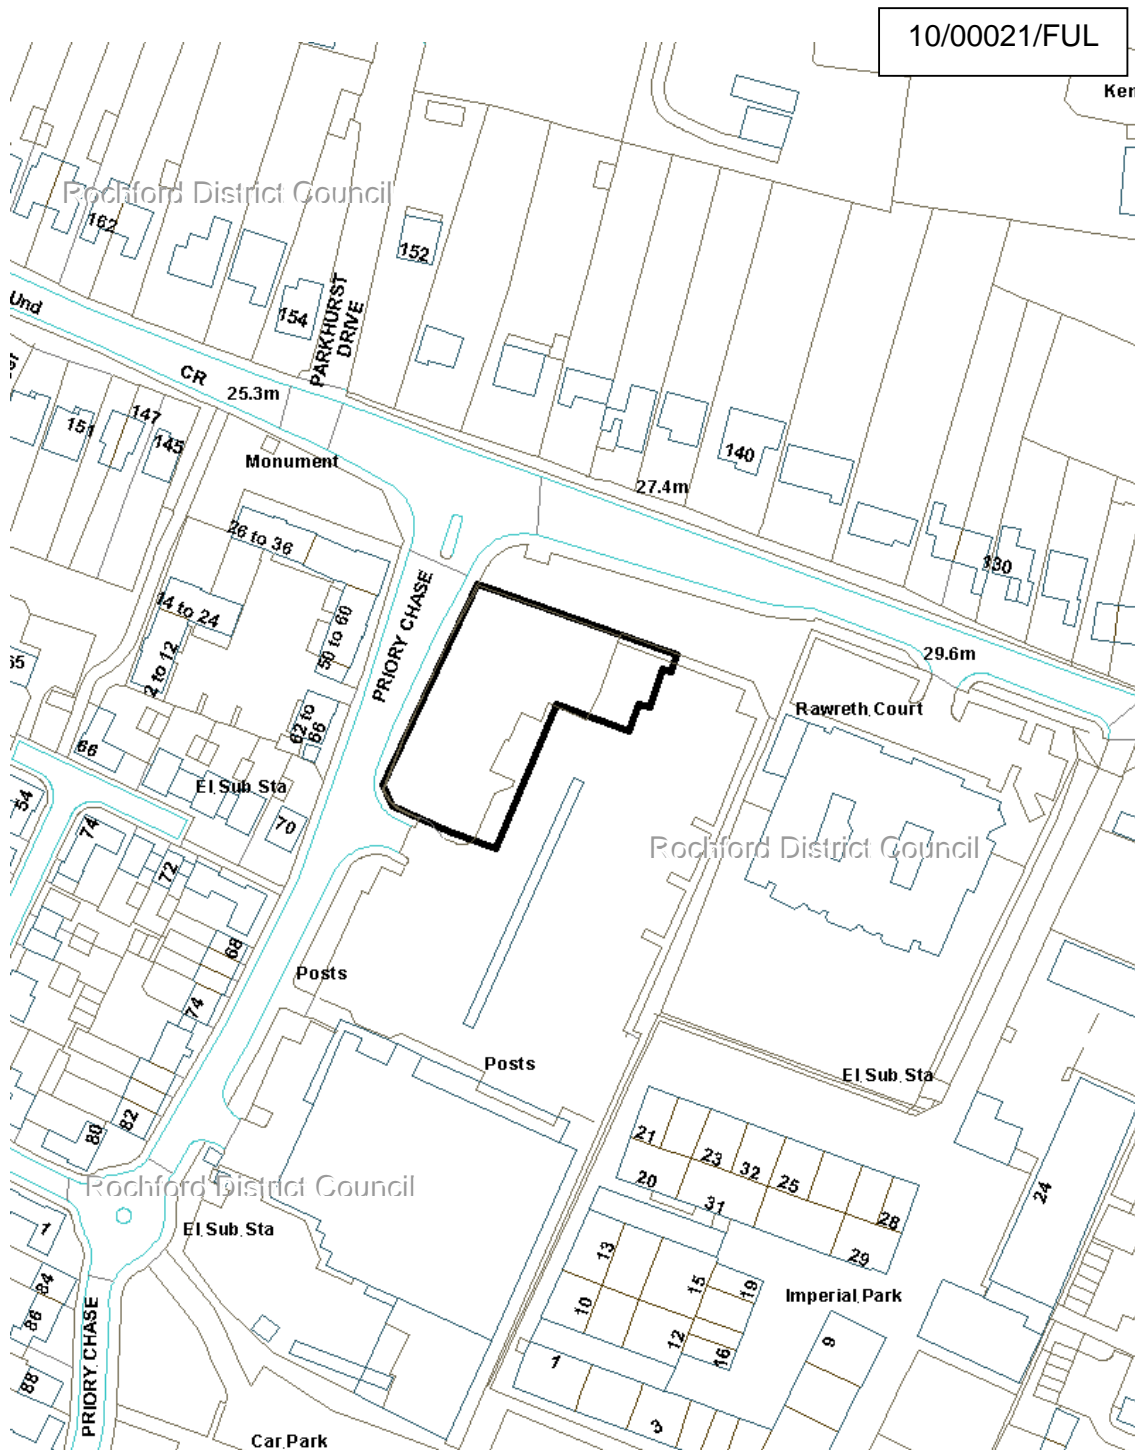 10/00021/FUL
Ken
Rochford District Council
162
152
154
PARKHURST
DRIVE
Und
CR
25.3m
151
147
145
Monument
140
27.4m
26 to 36
130
14 to 24
PRIORY CHASE
50 to 60
2 to 12
65
29.6m
Rawreth Court
62 to
66
66
El Sub Sta
54
70
74
72
Rochford District Council
68
Posts
74
Posts
El Sub Sta
80
82
21
23
32
25
28
20
31
29
24
Rochford District Council
1
El Sub Sta
13
15
19
10
12
16
Imperial Park
9
84
86
88
PRIORY CHASE
1
3
Car Park